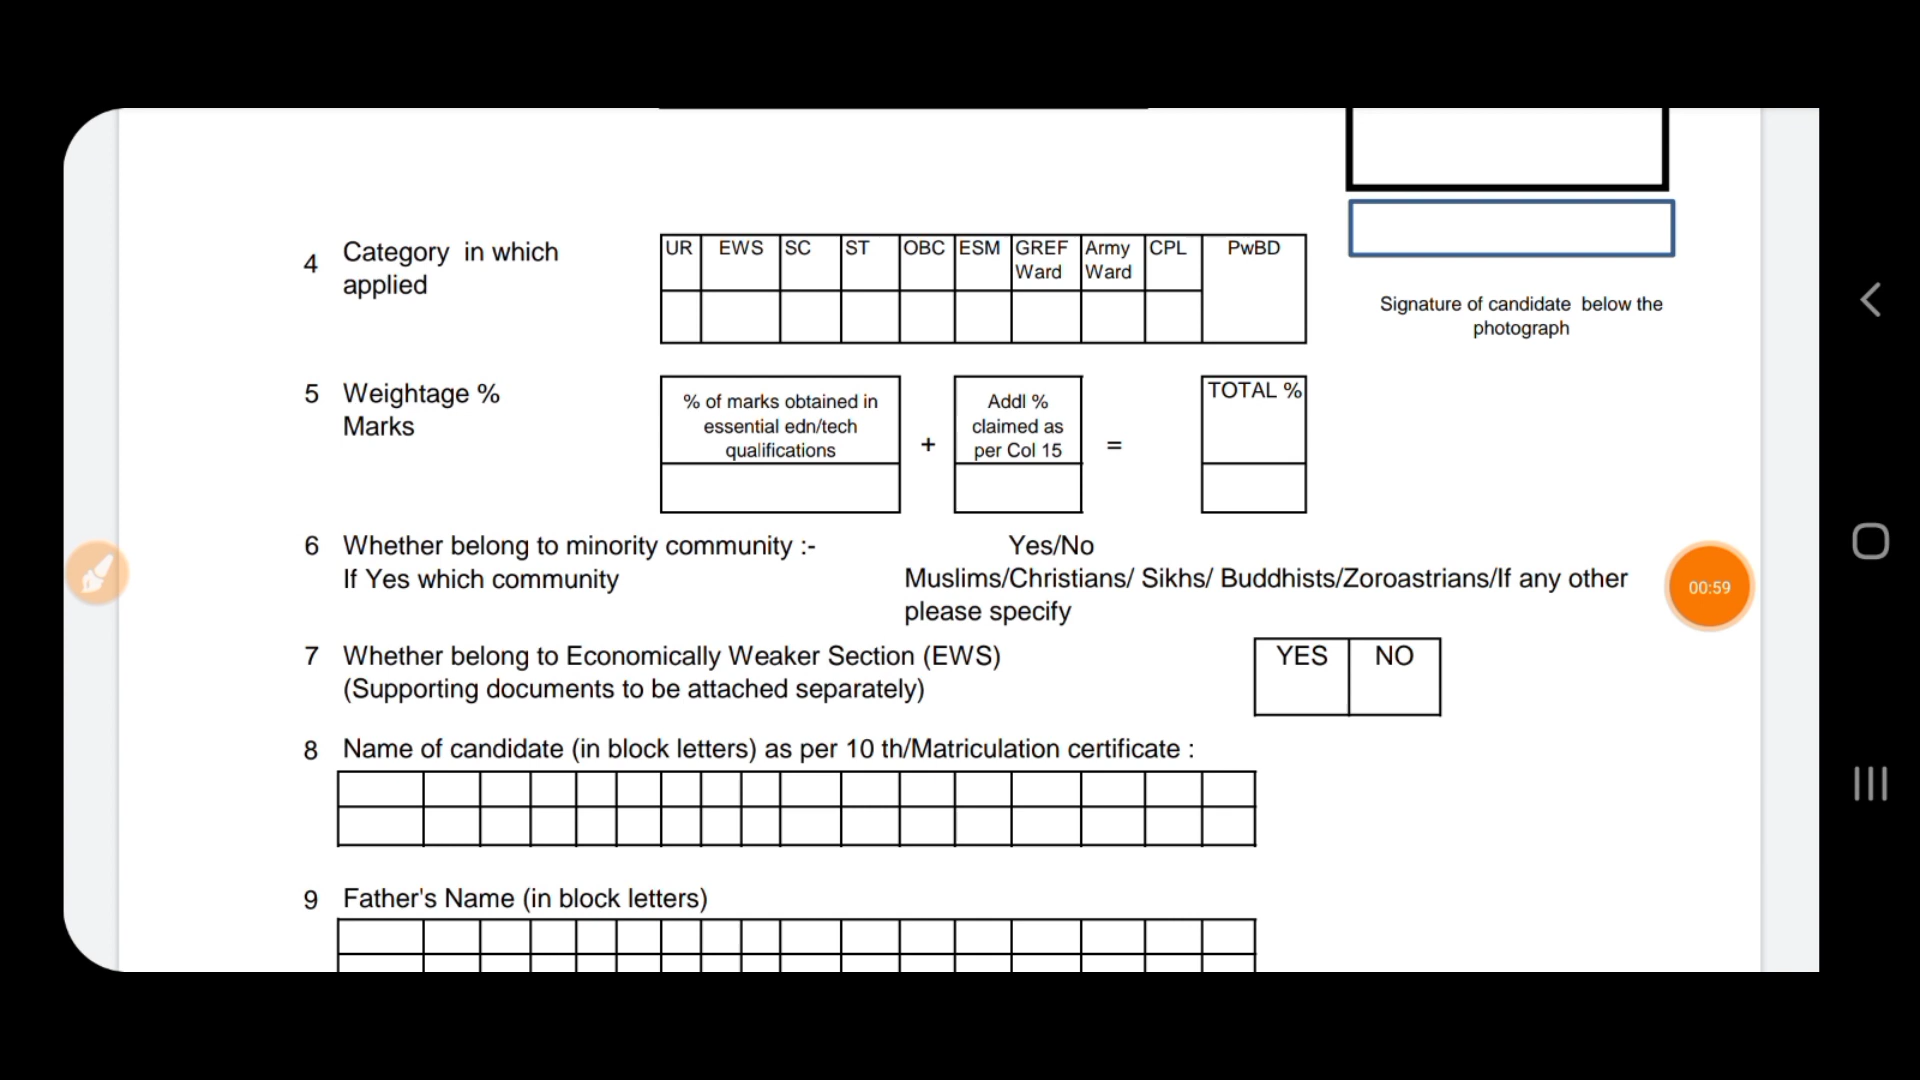 4 Category in which
applied
UR EWS SC ST OBC ESM GREF Ward Army Ward CPL PwBD
Signature of candidate below the
photograph
5 Weightage %
Marks
% of marks obtained in
essential edn/tech
qualifications
+
Addl %
claimed as
per Col 15
=
TOTAL %
6 Whether belong to minority community :- Yes/No
If Yes which community Muslims/Christians/ Sikhs/ Buddhists/Zoroastrians/If any other
please specify
00:59
7 Whether belong to Economically Weaker Section (EWS) YES NO
(Supporting documents to be attached separately)
8 Name of candidate (in block letters) as per 10 th/Matriculation certificate :
9 Father's Name (in block letters)